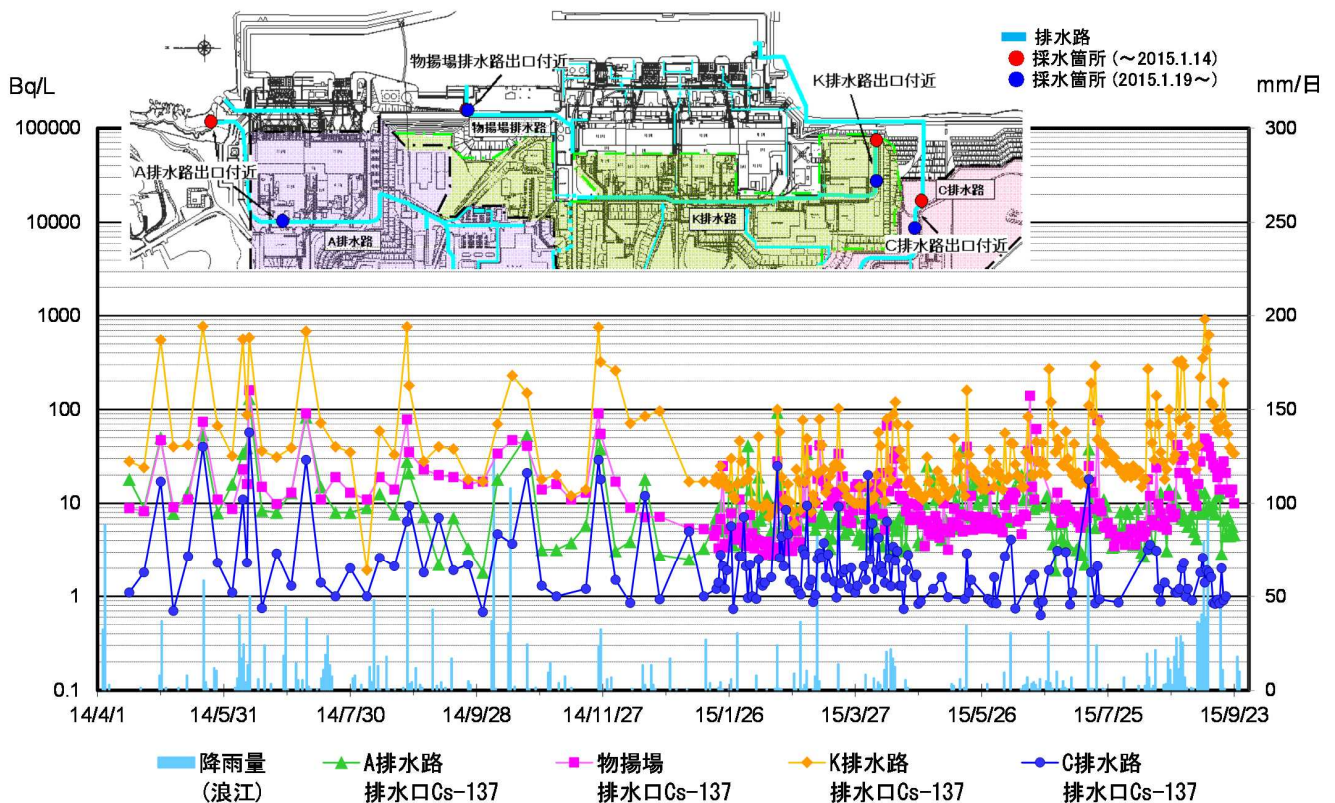 排水路
採水箇所 (~2015.1.14)
採水箇所 (2015.1.19~)
物揚場排水路出口付近
K排水路出口付近
物揚場排水路
A排水路出口付近
C排水路
K排水路
A排水路
C排水路出口付近
Bq/L
mm/日
100000
10000
1000
100
10
1
0.1
300
250
200
150
100
50
0
14/4/1
14/5/31
14/7/30
14/9/28
14/11/27
15/1/26
15/3/27
15/5/26
15/7/25
15/9/23
降雨量
(浪江)
A排水路
排水口Cs-137
物揚場
排水口Cs-137
K排水路
排水口Cs-137
C排水路
排水口Cs-137